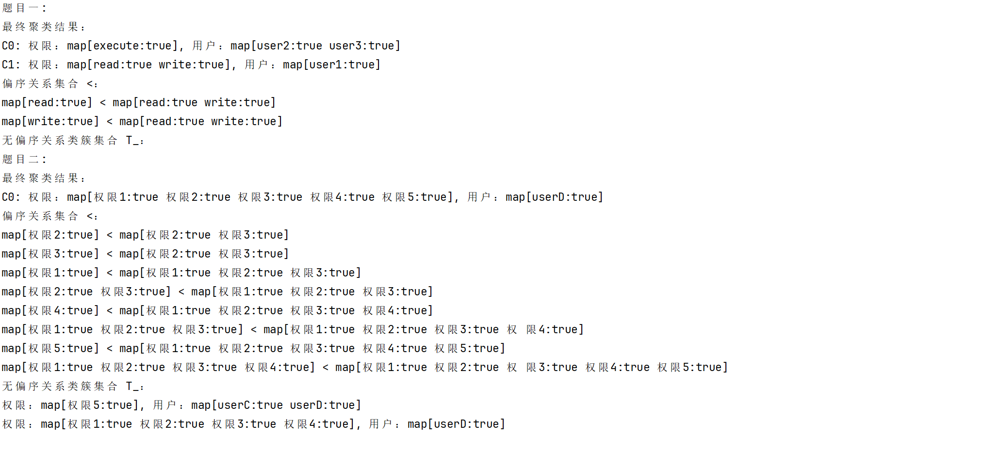 题目一:
最终聚类结果：
C0: 权限：map[execute:true], 用户：map[user2:true user3:true]
C1: 权限：map[read:true write:true], 用户：map[user1:true]
偏序关系集合 <：
map[read:true] < map[read:true write:true]
map[write:true] < map[read:true write:true]
无偏序关系类簇集合 T_：
题目二:
最终聚类结果：
C0: 权限：map[权限1:true 权限2:true 权限3:true 权限4:true 权限5:true], 用户：map[userD:true]
偏序关系集合 <：
map[权限2:true] < map[权限2:true 权限3:true]
map[权限3:true] < map[权限2:true 权限3:true]
map[权限1:true] < map[权限1:true 权限2:true 权限3:true]
map[权限2:true 权限3:true] < map[权限1:true 权限2:true 权限3:true]
map[权限4:true] < map[权限1:true 权限2:true 权限3:true 权限4:true]
map[权限1:true 权限2:true 权限3:true] < map[权限1:true 权限2:true 权限3:true 权 限4:true]
map[权限5:true] < map[权限1:true 权限2:true 权限3:true 权限4:true 权限5:true]
map[权限1:true 权限2:true 权限3:true 权限4:true] < map[权限1:true 权限2:true 权 限3:true 权限4:true 权限5:true]
无偏序关系类簇集合 T_：
权限：map[权限5:true], 用户：map[userC:true userD:true]
权限：map[权限1:true 权限2:true 权限3:true 权限4:true], 用户：map[userD:true]